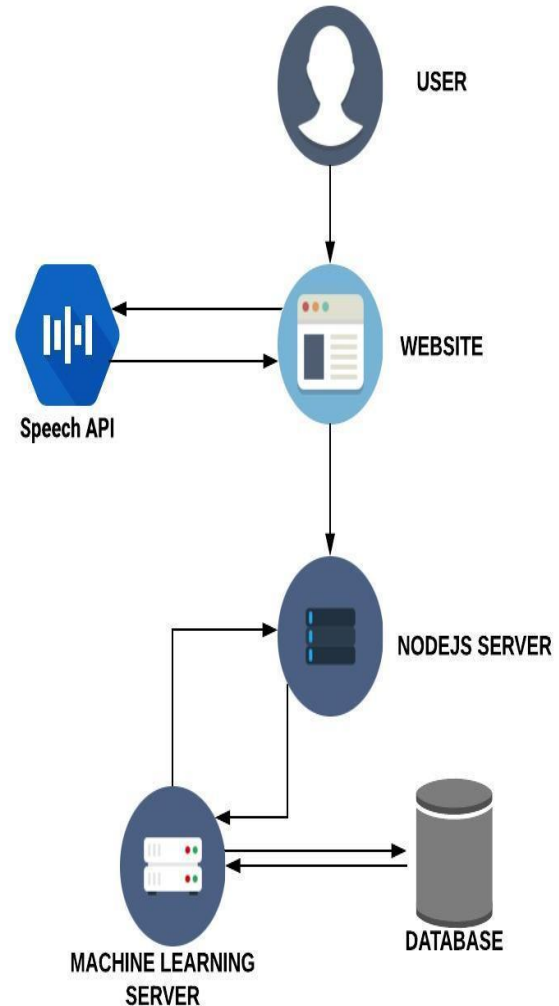 USER
WEBSITE
Speech API
NODEJS SERVER
DATABASE
MACHINE LEARNING
SERVER